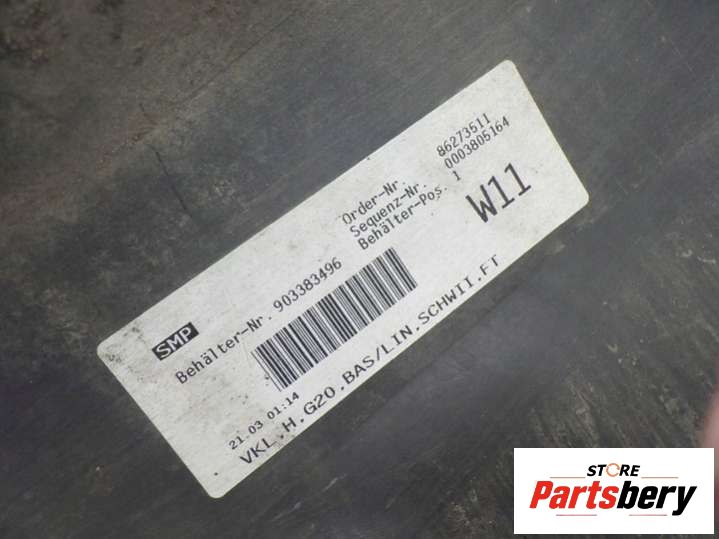 Order-Nr. 86273511
Sequenz-Nr. 0003805164
Behälter-Pos. 1
W11
SMP
Behälter-Nr. 903383496
21.03 01:14
VKL.H.G20.BAS/LIN.SCHWII.FT
STORE
Partsbery